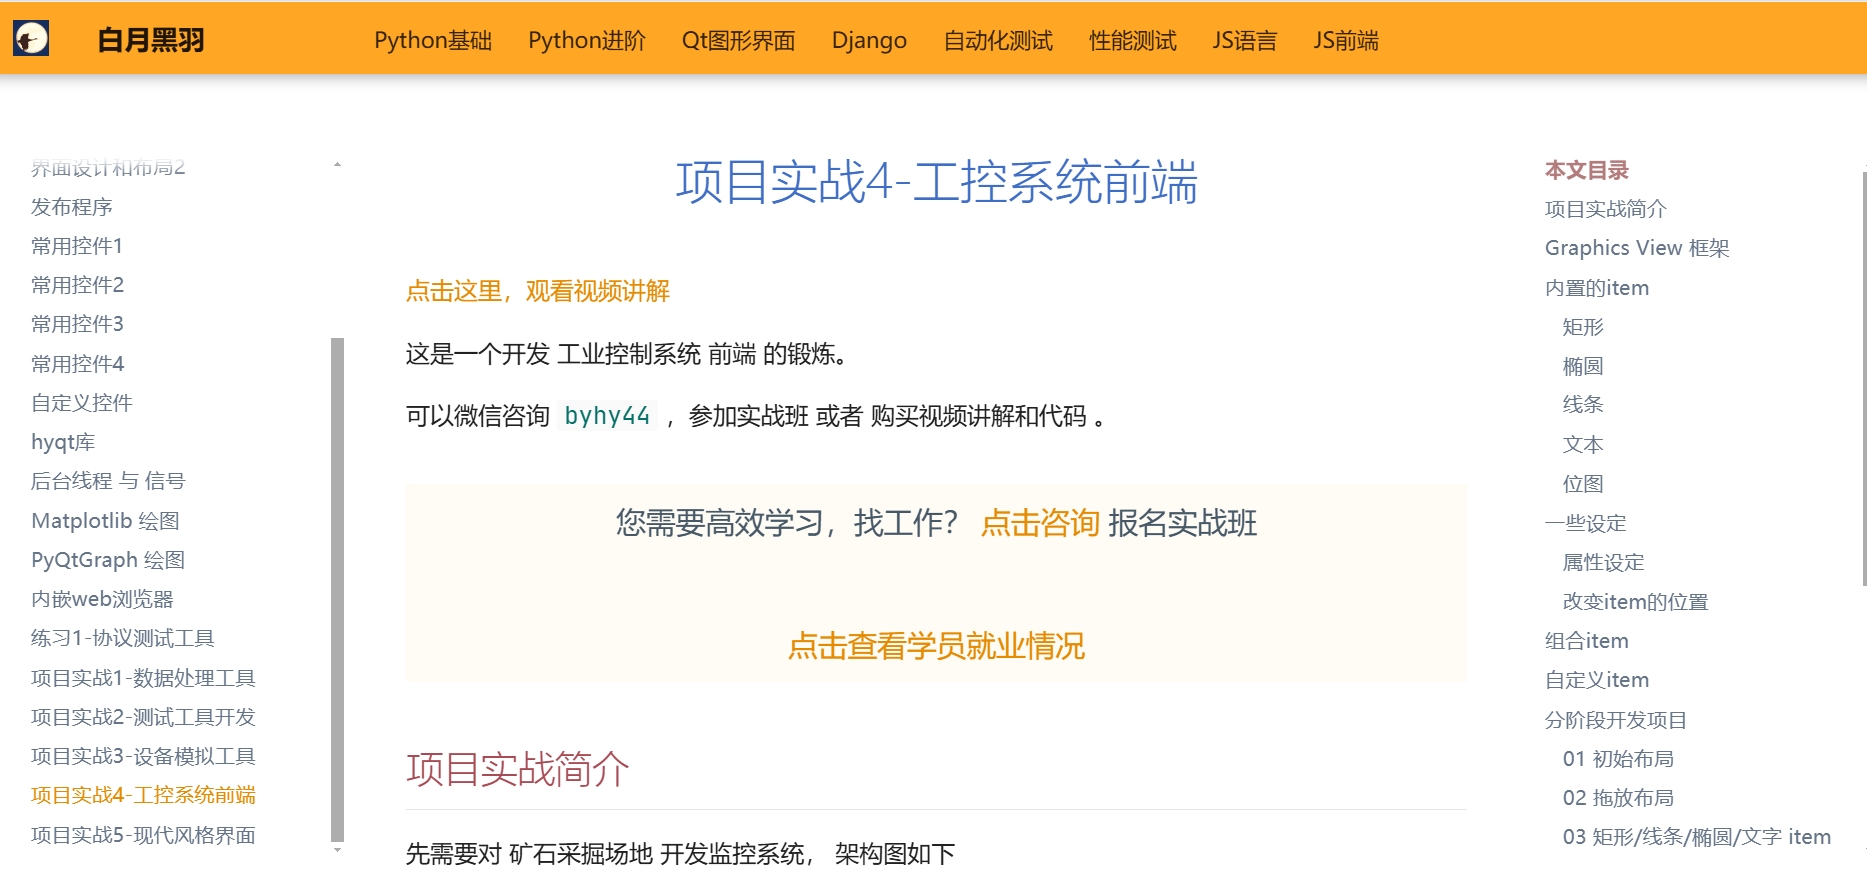 白月黑羽
Python基础 Python进阶 Qt图形界面 Django 自动化测试 性能测试 JS语言 JS前端
界面设计和布局2
发布程序
常用控件1
常用控件2
常用控件3
常用控件4
自定义控件
hyqt库
后台线程 与 信号
Matplotlib 绘图
PyQtGraph 绘图
内嵌web浏览器
练习1-协议测试工具
项目实战1-数据处理工具
项目实战2-测试工具开发
项目实战3-设备模拟工具
项目实战4-工控系统前端
项目实战5-现代风格界面
项目实战4-工控系统前端
点击这里，观看视频讲解
这是一个开发 工业控制系统 前端 的锻炼。
可以微信咨询 byhy44 ，参加实战班 或者 购买视频讲解和代码 。
您需要高效学习，找工作？ 点击咨询 报名实战班
点击查看学员就业情况
项目实战简介
先需要对 矿石采掘场地 开发监控系统， 架构图如下
本文目录
项目实战简介
Graphics View 框架
内置的item
矩形
椭圆
线条
文本
位图
一些设定
属性设定
改变item的位置
组合item
自定义item
分阶段开发项目
01 初始布局
02 拖放布局
03 矩形/线条/椭圆/文字 item